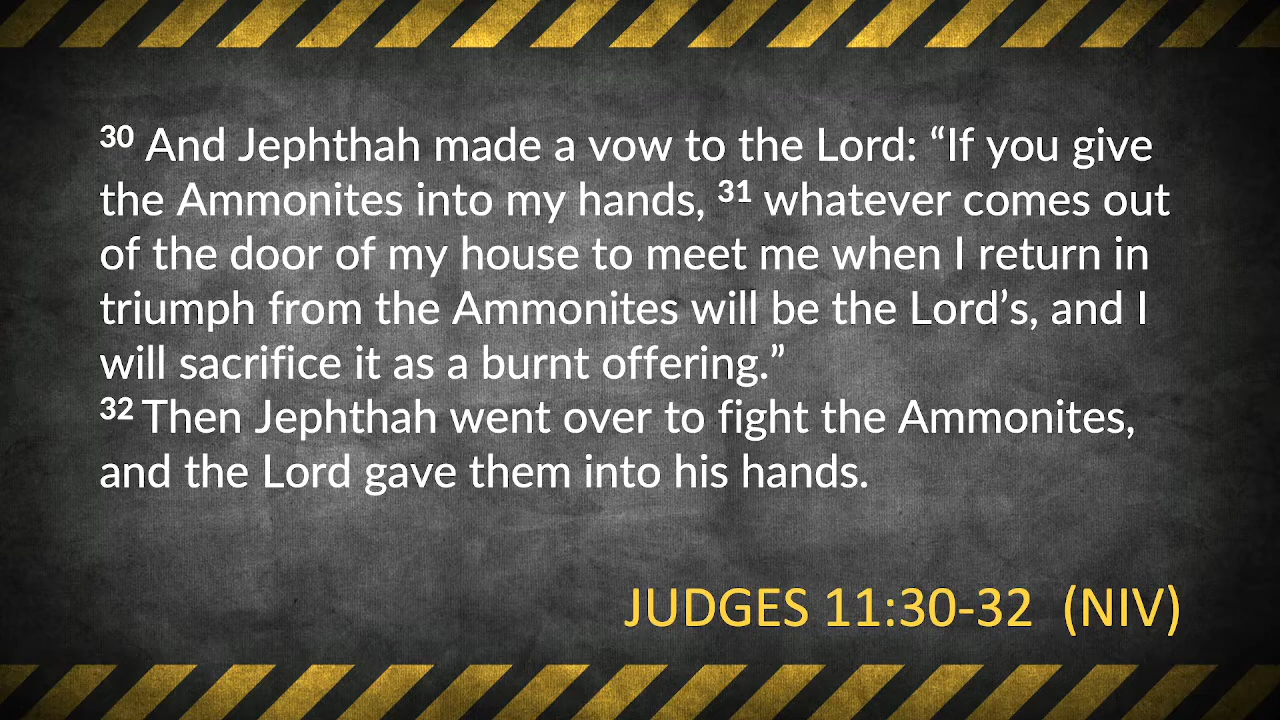 30 And Jephthah made a vow to the Lord: “If you give
the Ammonites into my hands, 31 whatever comes out
of the door of my house to meet me when I return in
triumph from the Ammonites will be the Lord’s, and I
will sacrifice it as a burnt offering.”
32 Then Jephthah went over to fight the Ammonites,
and the Lord gave them into his hands.
JUDGES 11:30-32 (NIV)